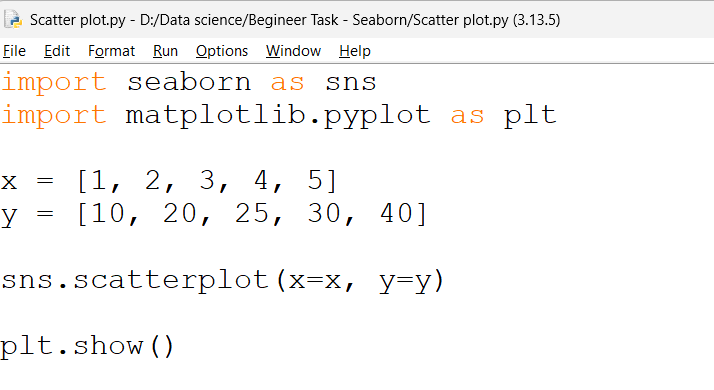 Scatter plot.py - D:/Data science/Begineer Task - Seaborn/Scatter plot.py (3.13.5)
File Edit Format Run Options Window Help
import seaborn as sns
import matplotlib.pyplot as plt
x = [1, 2, 3, 4, 5]
y = [10, 20, 25, 30, 40]
sns.scatterplot(x=x, y=y)
plt.show()